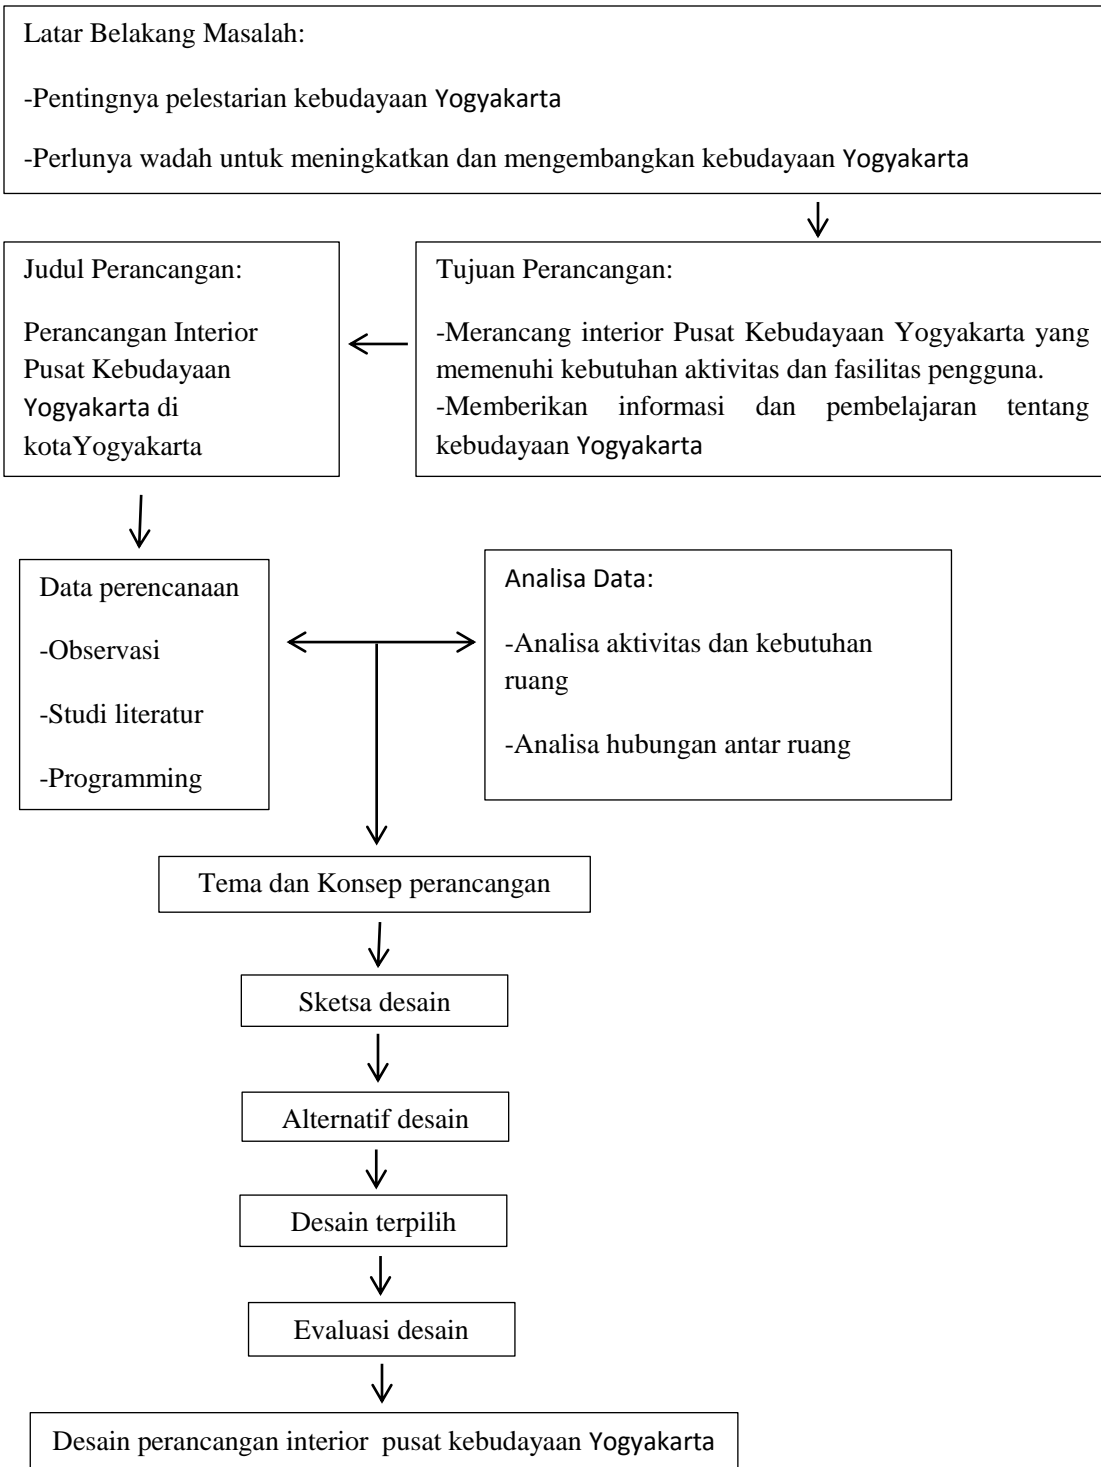 Latar Belakang Masalah:
-Pentingnya pelestarian kebudayaan Yogyakarta
-Perlunya wadah untuk meningkatkan dan mengembangkan kebudayaan Yogyakarta
Tujuan Perancangan:
-Merancang interior Pusat Kebudayaan Yogyakarta yang
memenuhi kebutuhan aktivitas dan fasilitas pengguna.
-Memberikan informasi dan pembelajaran tentang
kebudayaan Yogyakarta
Judul Perancangan:
Perancangan Interior
Pusat Kebudayaan
Yogyakarta di
kotaYogyakarta
Data perencanaan
-Observasi
-Studi literatur
-Programming
Analisa Data:
-Analisa aktivitas dan kebutuhan
ruang
-Analisa hubungan antar ruang
Tema dan Konsep perancangan
Sketsa desain
Alternatif desain
Desain terpilih
Evaluasi desain
Desain perancangan interior  pusat kebudayaan Yogyakarta